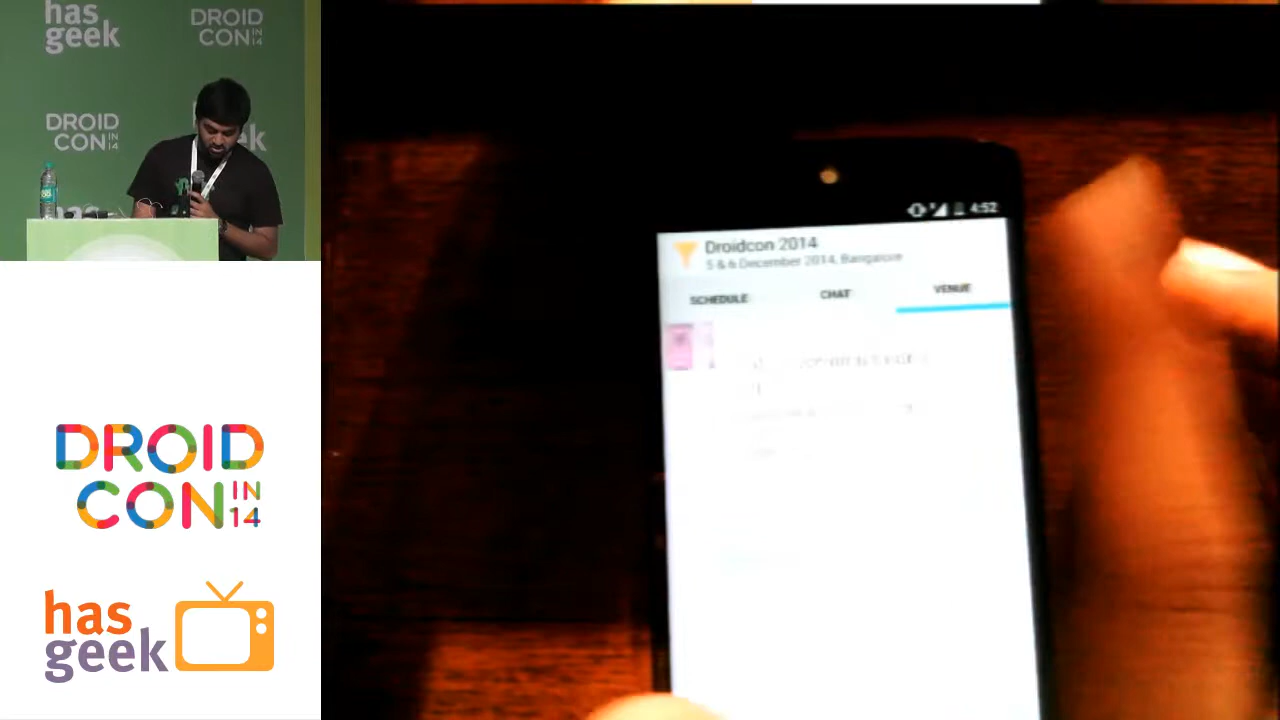 has
geek
DROID
CON IN
14
DROID
CON IN
14
ek
DROID
CON IN
14
has
geek
4:52
Droidcon 2014
5 & 6 December 2014, Bangalore
SCHEDULE
CHAT
VENUE